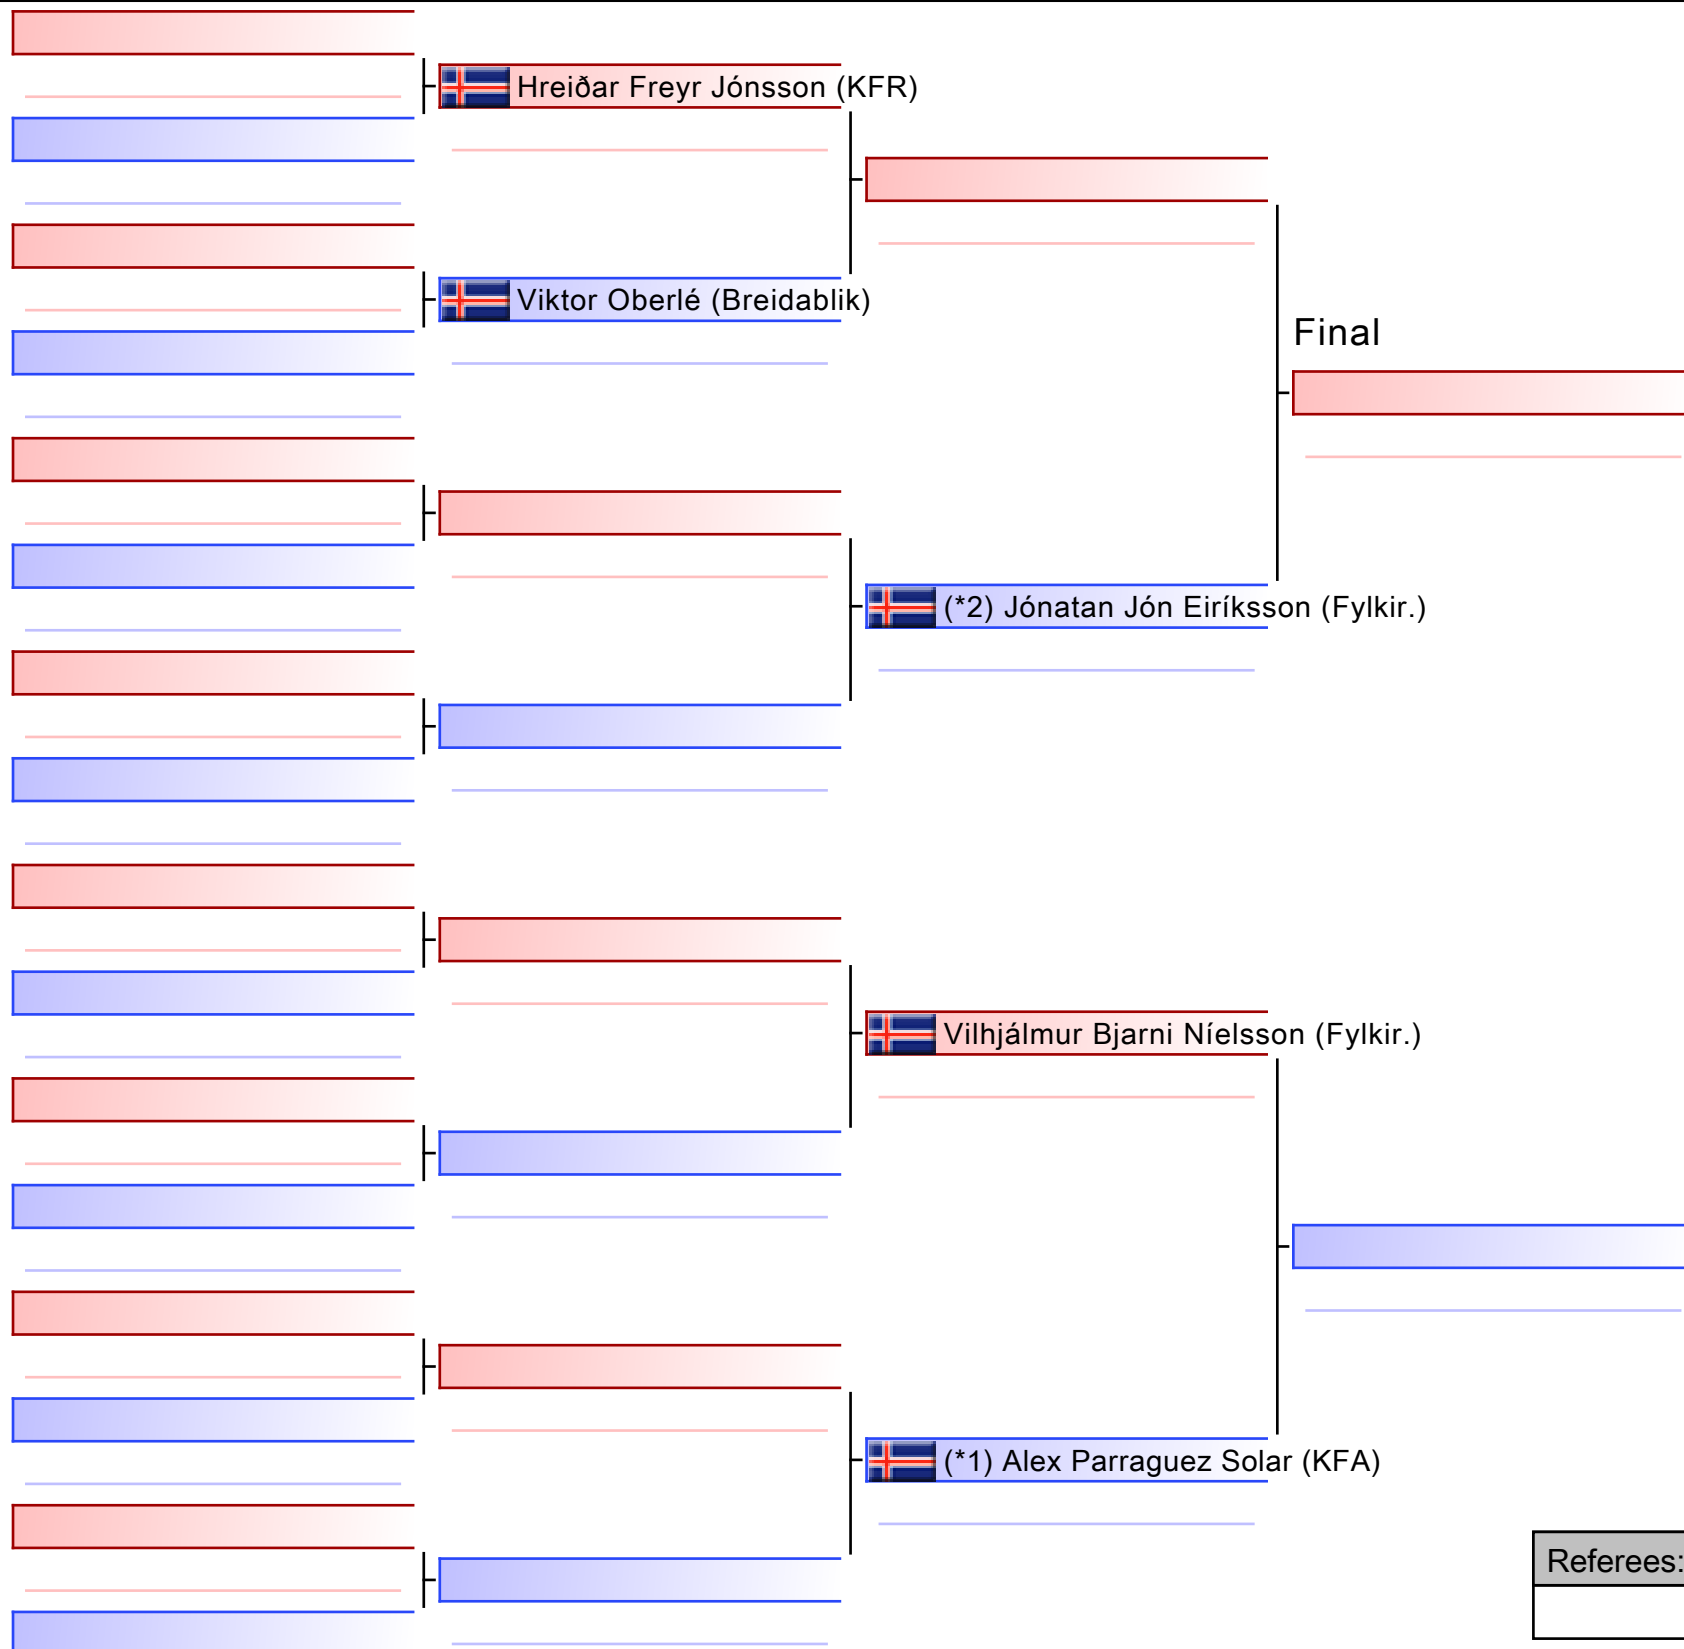 Hreiðar Freyr Jónsson (KFR)
Viktor Oberlé (Breidablik)
Final
(*2) Jónatan Jón Eiríksson (Fylkir.)
Vilhjálmur Bjarni Níelsson (Fylkir.)
(*1) Alex Parraguez Solar (KFA)
Referees: